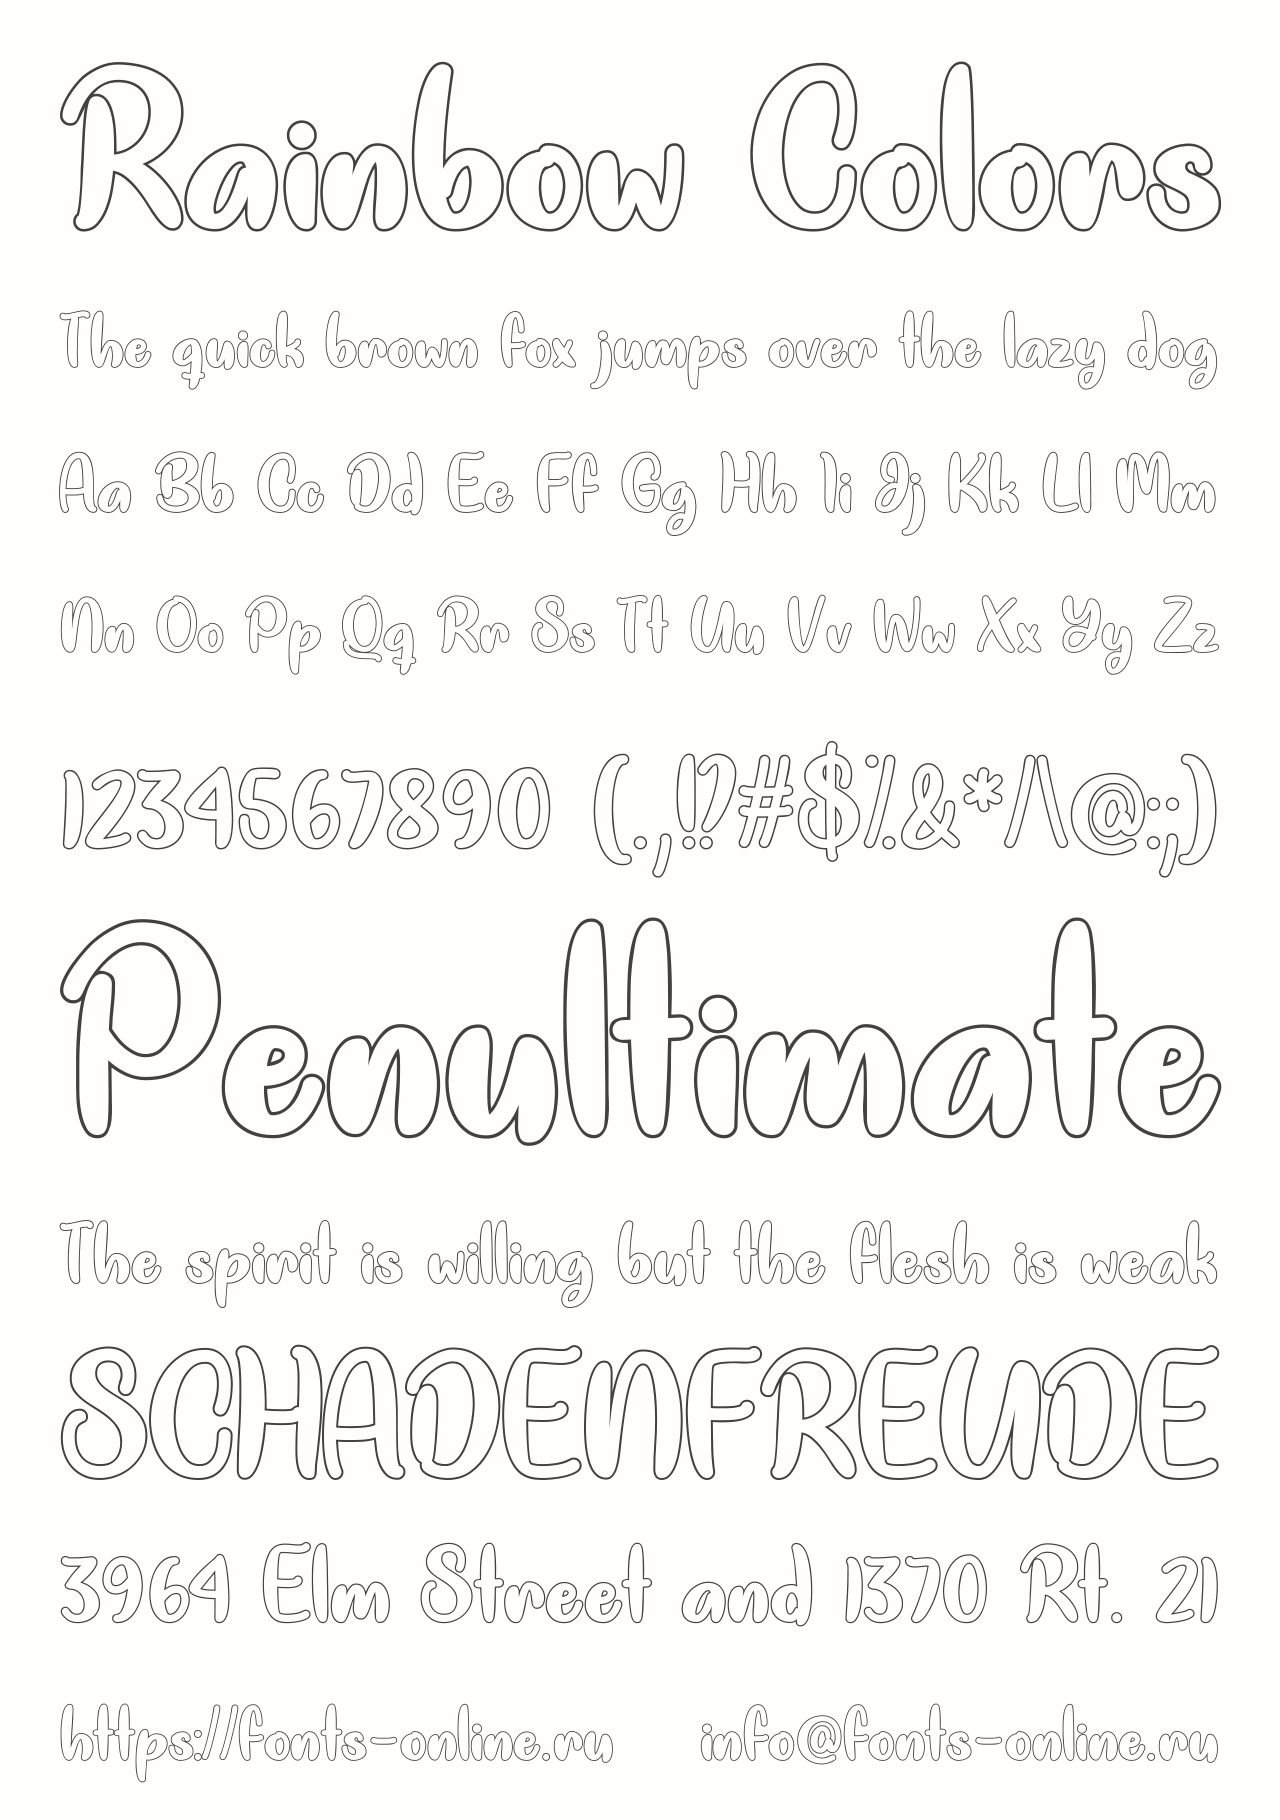 Rainbow Colors
The quick brown fox jumps over the lazy dog
Aa Bb Cc Dd Ee Ff Gg Hh Ii Jj Kk Ll Mm
Nn Oo Pp Qq Rr Ss Tt Uu Vv Ww Xx Yy Zz
1234567890 (.,!?#$%&*/\@:;)
Penultimate
The spirit is willing but the flesh is weak
SCHADENFREUDE
3964 Elm Street and 1370 Rt. 21
https://fonts-online.ru info@fonts-online.ru